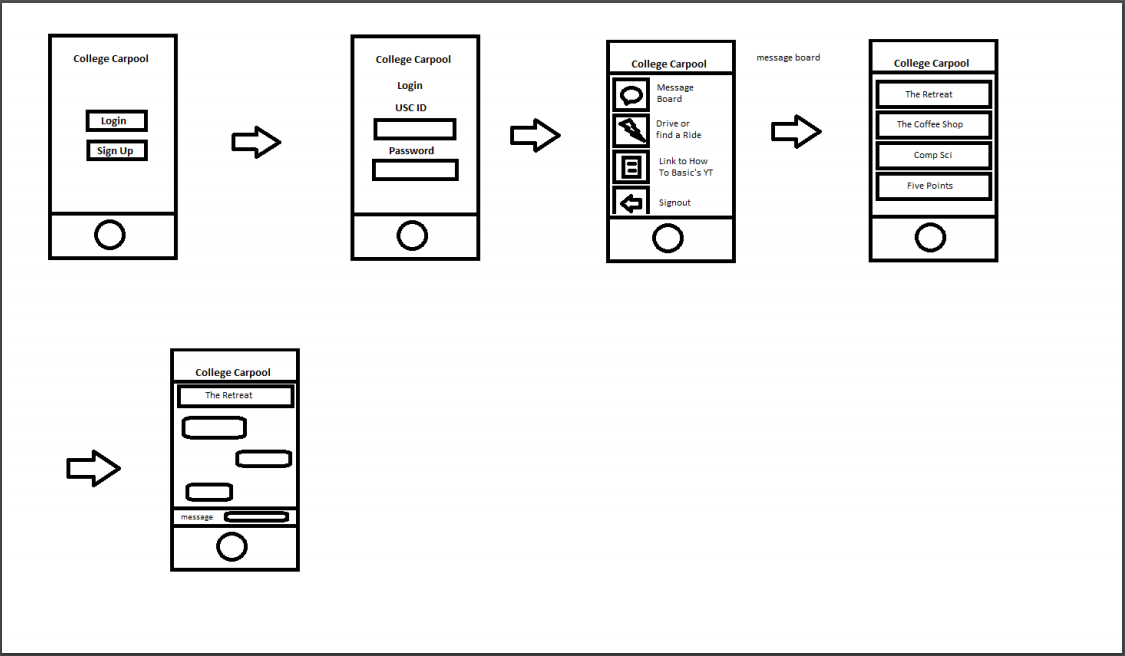 College Carpool
Login
Sign Up
College Carpool
Login
USC ID
Password
College Carpool
Message
Board
Drive or
find a Ride
Link to How
To Basic's YT
Signout
message board
College Carpool
The Retreat
The Coffee Shop
Comp Sci
Five Points
College Carpool
The Retreat
message